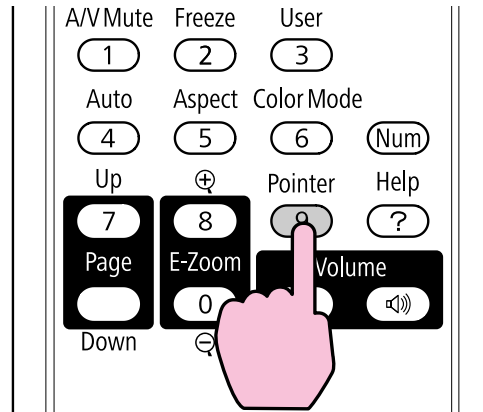 A/V Mute Freeze User
1 2 3
Auto Aspect Color Mode
4 5 6 Num
Up Pointer Help
7 8 9 ?
Page E-Zoom Volume
0
Down